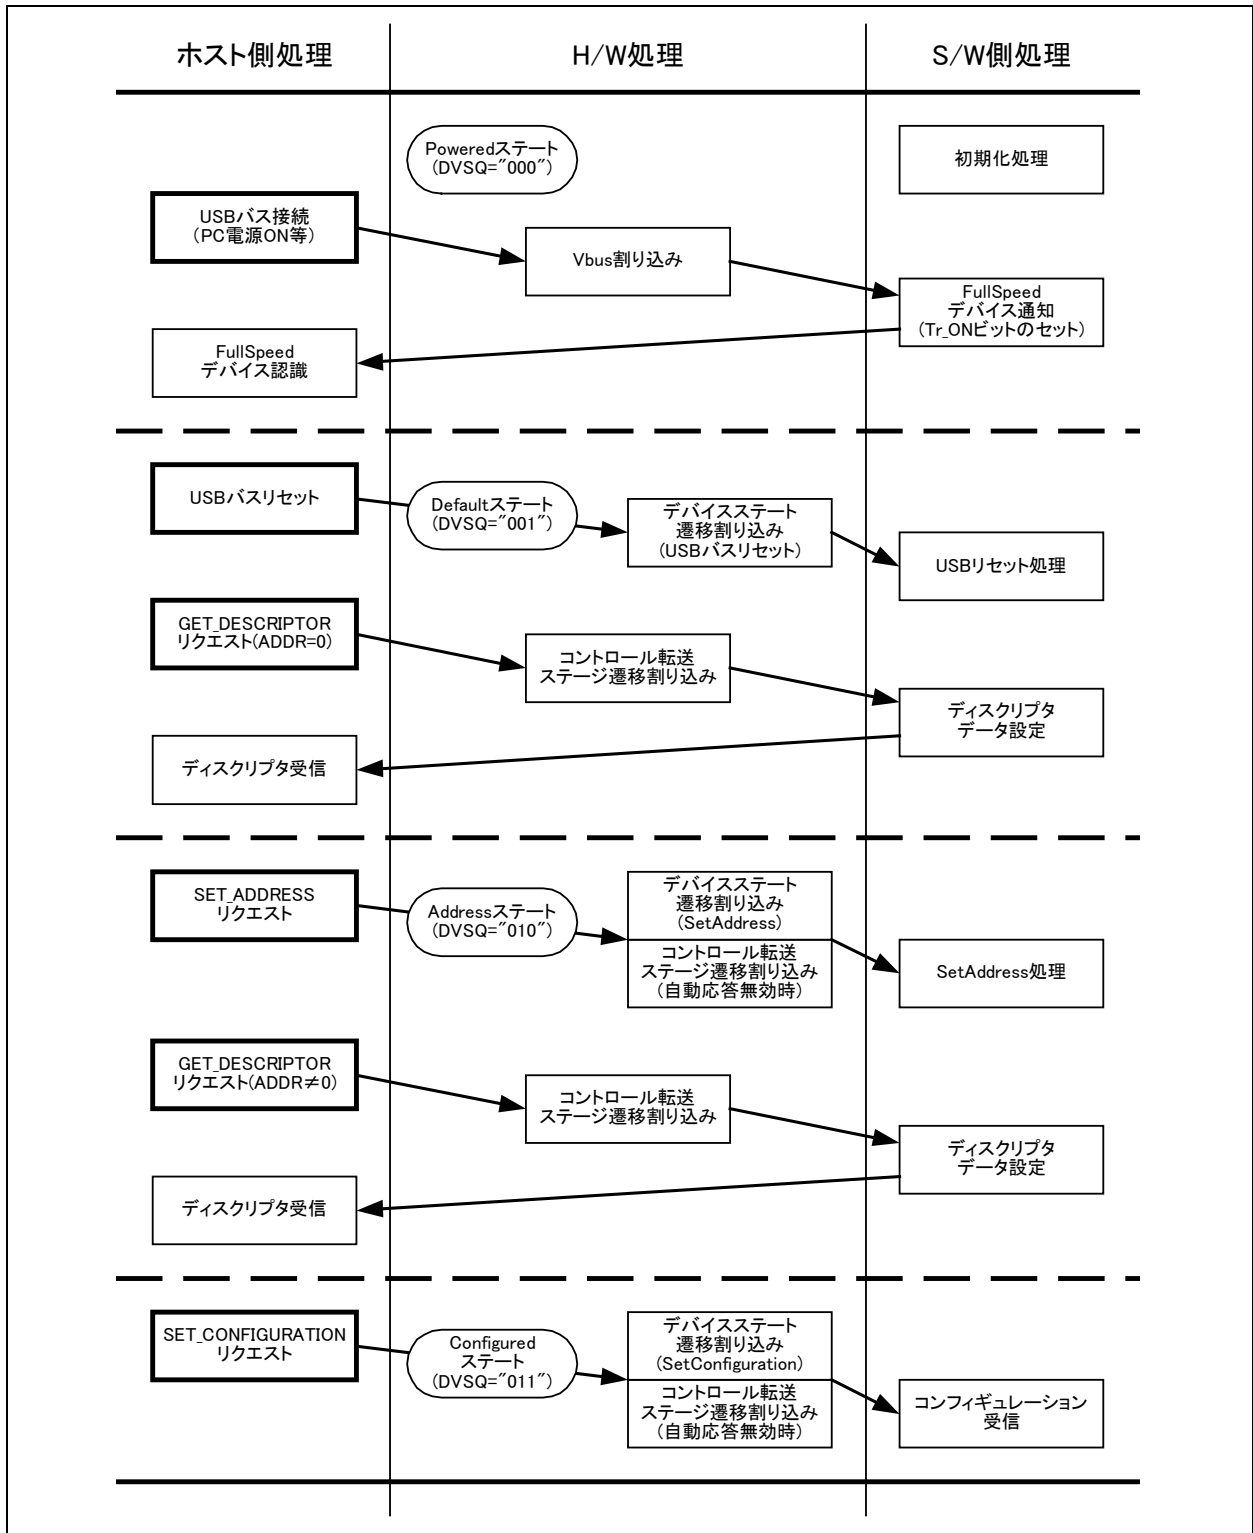 ホスト側処理
H/W処理
S/W側処理
Poweredステート
(DVSQ="000")
初期化処理
USBバス接続
(PC電源ON等)
Vbus割り込み
FullSpeed
デバイス通知
(Tr_ONビットのセット)
FullSpeed
デバイス認識
USBバスリセット
Defaultステート
(DVSQ="001")
デバイスステート
遷移割り込み
(USBバスリセット)
USBリセット処理
GET_DESCRIPTOR
リクエスト(ADDR=0)
コントロール転送
ステージ遷移割り込み
ディスクリプタ
データ設定
ディスクリプタ受信
SET_ADDRESS
リクエスト
Addressステート
(DVSQ="010")
デバイスステート
遷移割り込み
(SetAddress)
コントロール転送
ステージ遷移割り込み
(自動応答無効時)
SetAddress処理
GET_DESCRIPTOR
リクエスト(ADDR≠0)
コントロール転送
ステージ遷移割り込み
ディスクリプタ
データ設定
ディスクリプタ受信
SET_CONFIGURATION
リクエスト
Configured
ステート
(DVSQ="011")
デバイスステート
遷移割り込み
(SetConfiguration)
コントロール転送
ステージ遷移割り込み
(自動応答無効時)
コンフィギュレーション
受信